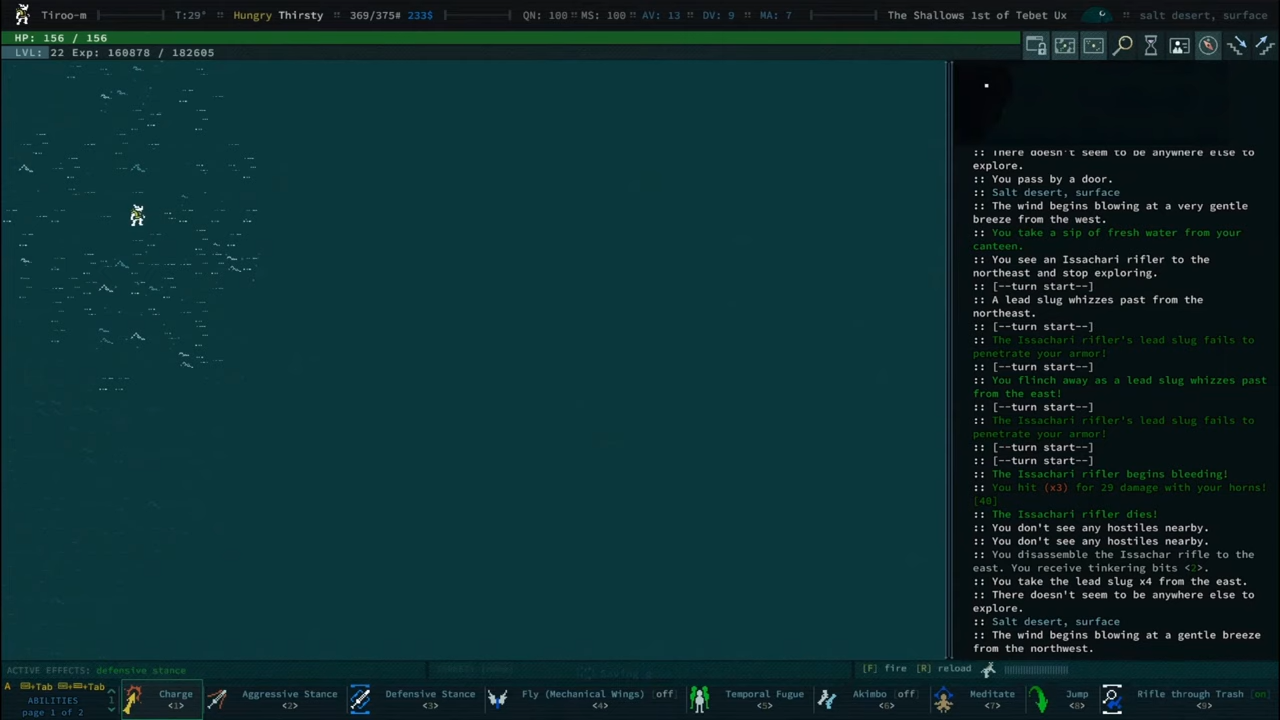 Tiroo-m T:29° :: Hungry Thirsty :: 369/375# 233$ QN: 100 :: MS: 100 :: AV: 13 :: DV: 9 :: MA: 7 The Shallows 1st of Tebet Ux :: salt desert, surface
HP: 156 / 156
LVL: 22 Exp: 160878 / 182605
:: There doesn't seem to be anywhere else to
explore.
:: You pass by a door.
:: Salt desert, surface
:: The wind begins blowing at a very gentle
breeze from the west.
:: You take a sip of fresh water from your
canteen.
:: You see an Issachari rifler to the
northeast and stop exploring.
:: [--turn start--]
:: A lead slug whizzes past from the
northeast.
:: [--turn start--]
:: The Issachari rifler's lead slug fails to
penetrate your armor!
:: [--turn start--]
:: You flinch away as a lead slug whizzes past
from the east!
:: [--turn start--]
:: The Issachari rifler's lead slug fails to
penetrate your armor!
:: [--turn start--]
:: [--turn start--]
:: The Issachari rifler begins bleeding!
:: You hit (x3) for 29 damage with your horns!
[40]
:: The Issachari rifler dies!
:: You don't see any hostiles nearby.
:: You don't see any hostiles nearby.
:: You disassemble the Issachar rifle to the
east. You receive tinkering bits <2>.
:: You take the lead slug x4 from the east.
:: There doesn't seem to be anywhere else to
explore.
:: Salt desert, surface
:: The wind begins blowing at a gentle breeze
from the northwest.
ACTIVE EFFECTS: defensive stance
[F] fire [R] reload
A +Tab +Tab
ABILITIES
page 1 of 2
Charge
<1>
Aggressive Stance
<2>
Defensive Stance
<3>
Fly (Mechanical Wings) [off]
<4>
Temporal Fugue
<5>
Akimbo [off]
<6>
Meditate
<7>
Jump
<8>
Rifle through Trash [on]
<9>